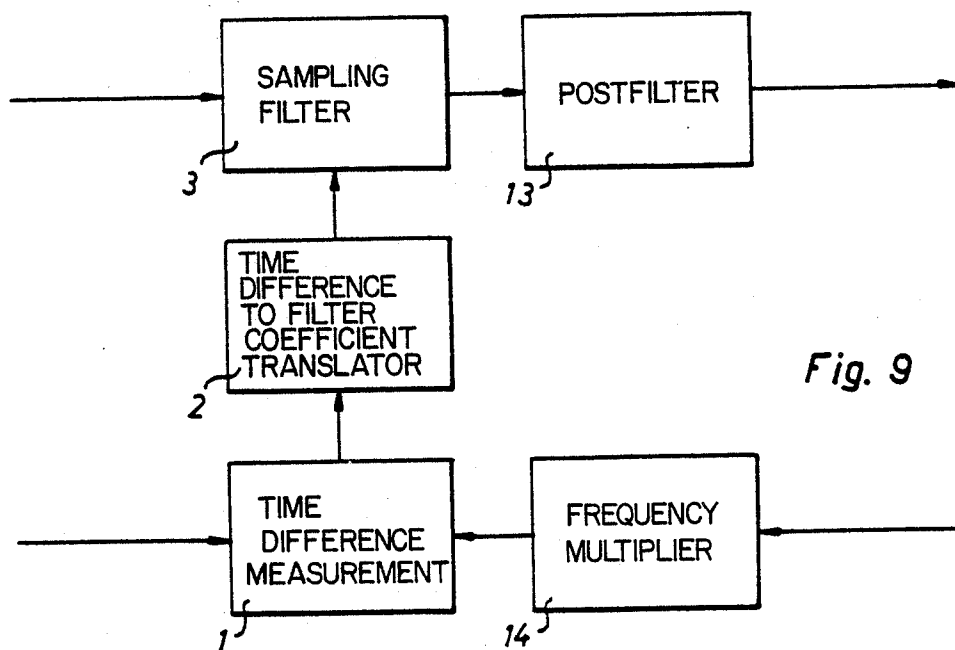 SAMPLING
FILTER
3
POSTFILTER
13
TIME
DIFFERENCE
TO FILTER
COEFFICIENT
TRANSLATOR
2
Fig. 9
TIME
DIFFERENCE
MEASUREMENT
1
FREQUENCY
MULTIPLIER
14